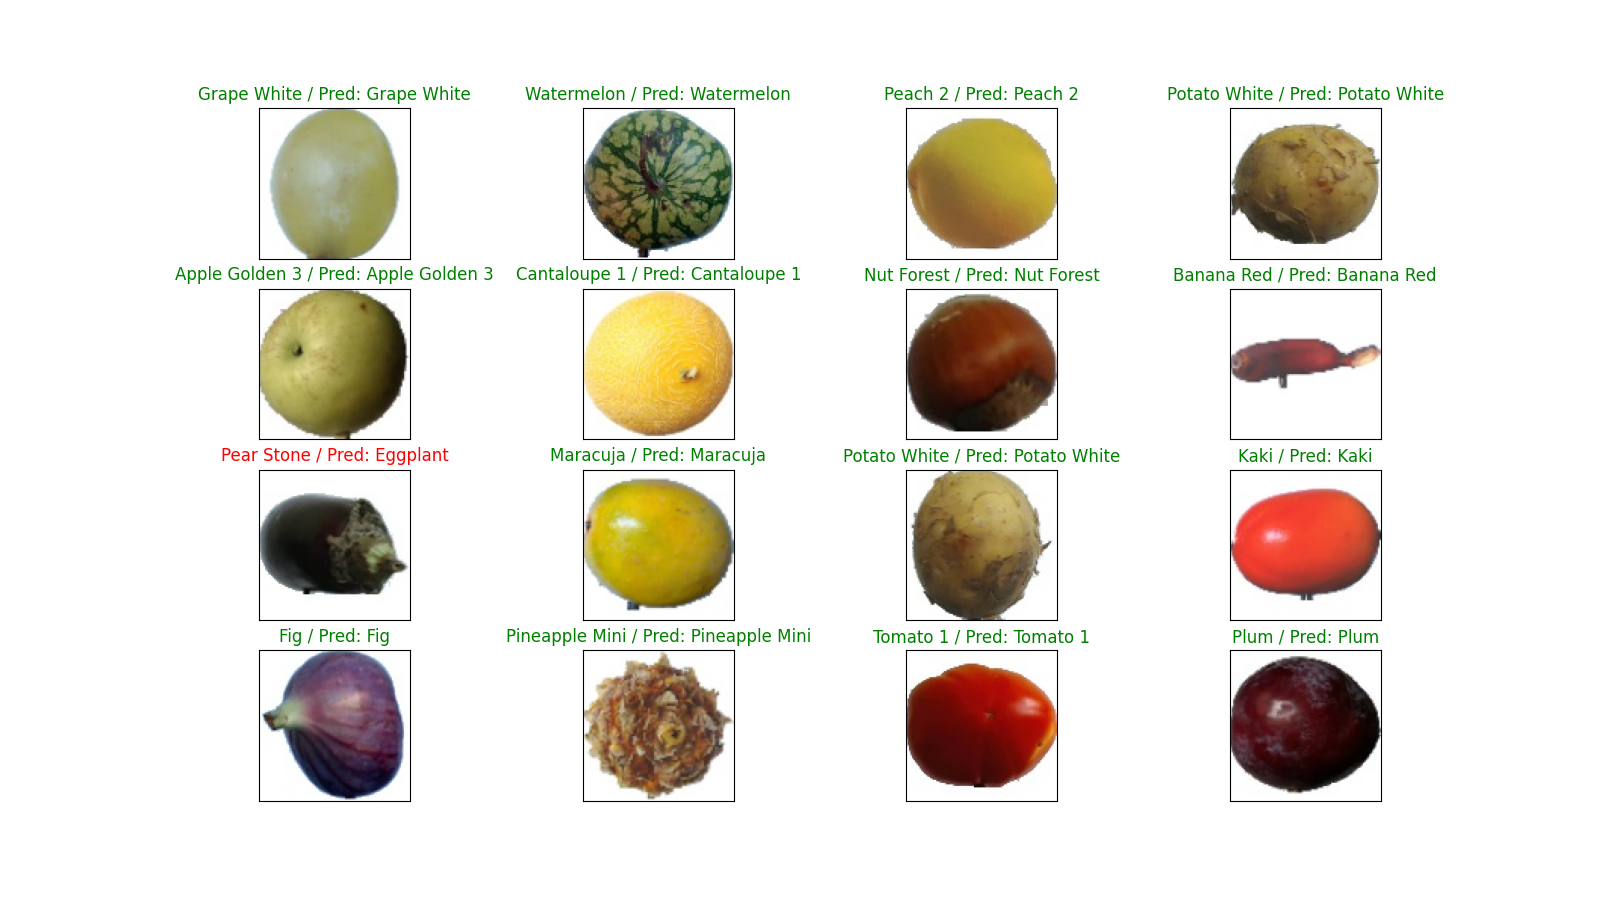 Grape White / Pred: Grape White
Watermelon / Pred: Watermelon
Peach 2 / Pred: Peach 2
Potato White / Pred: Potato White
Apple Golden 3 / Pred: Apple Golden 3
Cantaloupe 1 / Pred: Cantaloupe 1
Nut Forest / Pred: Nut Forest
Banana Red / Pred: Banana Red
Pear Stone / Pred: Eggplant
Maracuja / Pred: Maracuja
Potato White / Pred: Potato White
Kaki / Pred: Kaki
Fig / Pred: Fig
Pineapple Mini / Pred: Pineapple Mini
Tomato 1 / Pred: Tomato 1
Plum / Pred: Plum